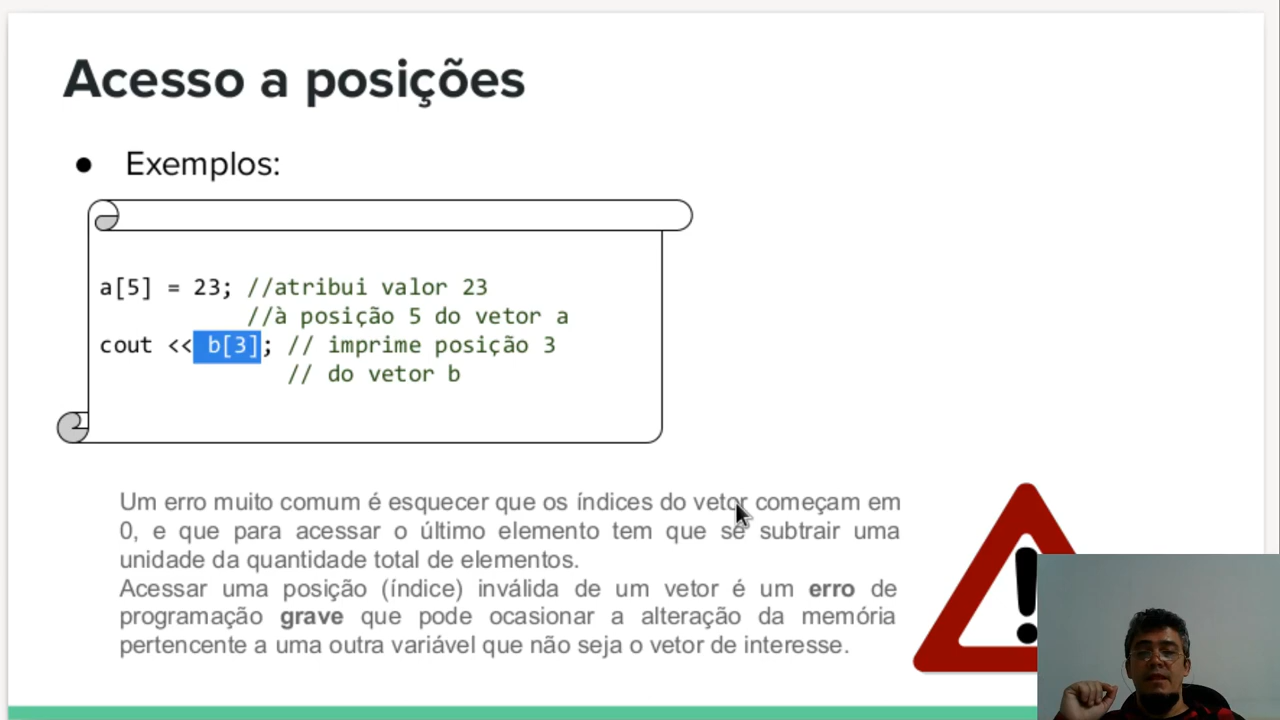 Acesso a posições
● Exemplos:
a[5] = 23; //atribui valor 23
//à posição 5 do vetor a
cout << b[3]; // imprime posição 3
// do vetor b
Um erro muito comum é esquecer que os índices do vetor começam em
0, e que para acessar o último elemento tem que se subtrair uma
unidade da quantidade total de elementos.
Acessar uma posição (índice) inválida de um vetor é um erro de
programação grave que pode ocasionar a alteração da memória
pertencente a uma outra variável que não seja o vetor de interesse.
!